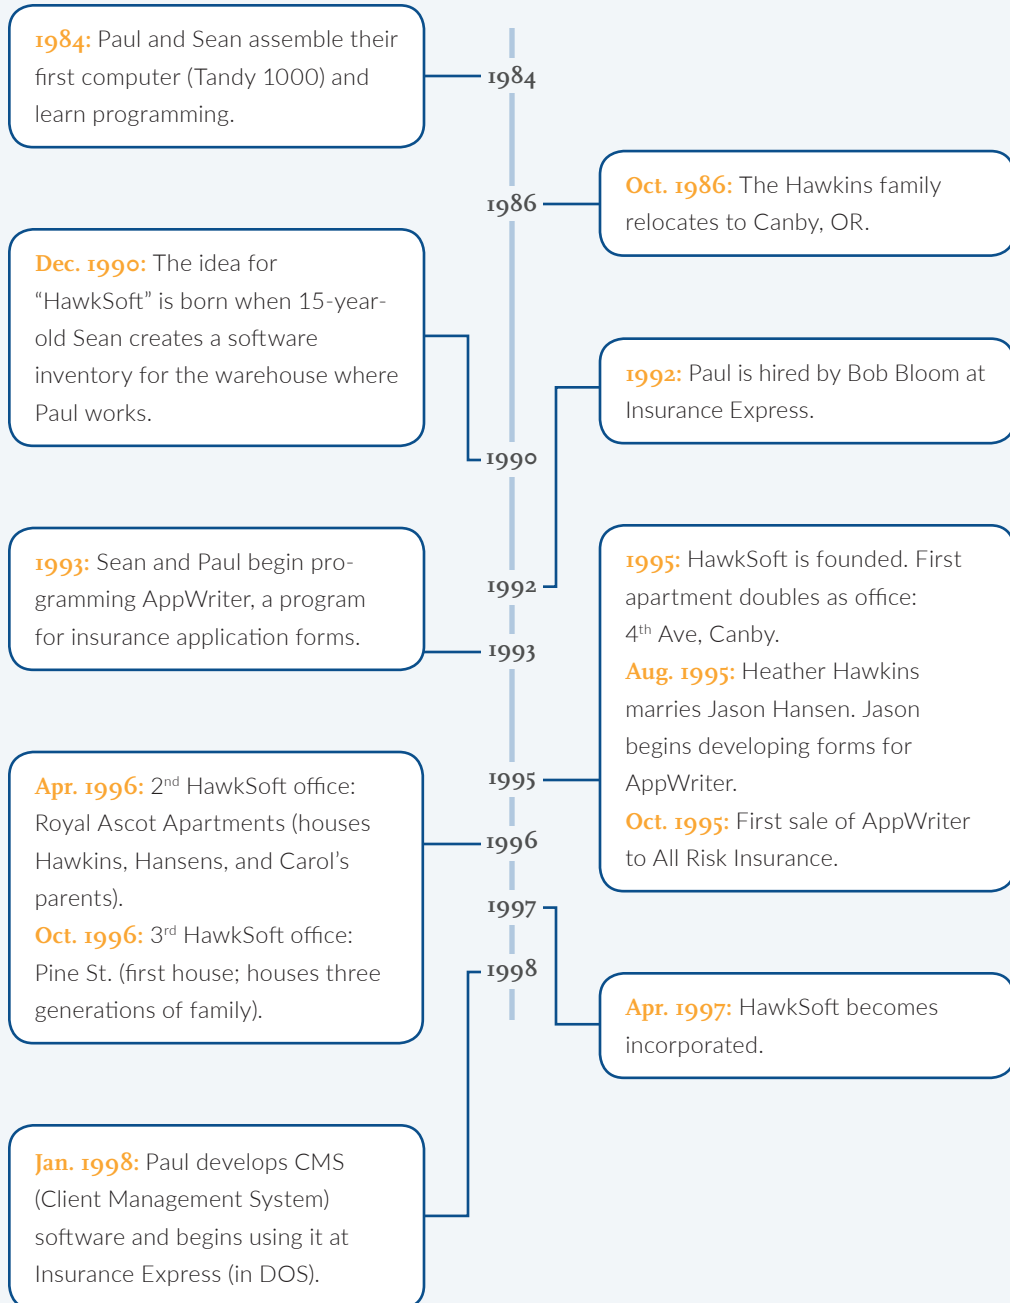 1984: Paul and Sean assemble their
first computer (Tandy 1000) and
learn programming.
1984
1986
Oct. 1986: The Hawkins family
relocates to Canby, OR.
Dec. 1990: The idea for
“HawkSoft” is born when 15-year-
old Sean creates a software
inventory for the warehouse where
Paul works.
1990
1992: Paul is hired by Bob Bloom at
Insurance Express.
1992
1993: Sean and Paul begin pro-
gramming AppWriter, a program
for insurance application forms.
1993
1995: HawkSoft is founded. First
apartment doubles as office:
4th Ave, Canby.
Aug. 1995: Heather Hawkins
marries Jason Hansen. Jason
begins developing forms for
AppWriter.
Oct. 1995: First sale of AppWriter
to All Risk Insurance.
1995
Apr. 1996: 2nd HawkSoft office:
Royal Ascot Apartments (houses
Hawkins, Hansens, and Carol’s
parents).
Oct. 1996: 3rd HawkSoft office:
Pine St. (first house; houses three
generations of family).
1996
1997
Apr. 1997: HawkSoft becomes
incorporated.
1998
Jan. 1998: Paul develops CMS
(Client Management System)
software and begins using it at
Insurance Express (in DOS).